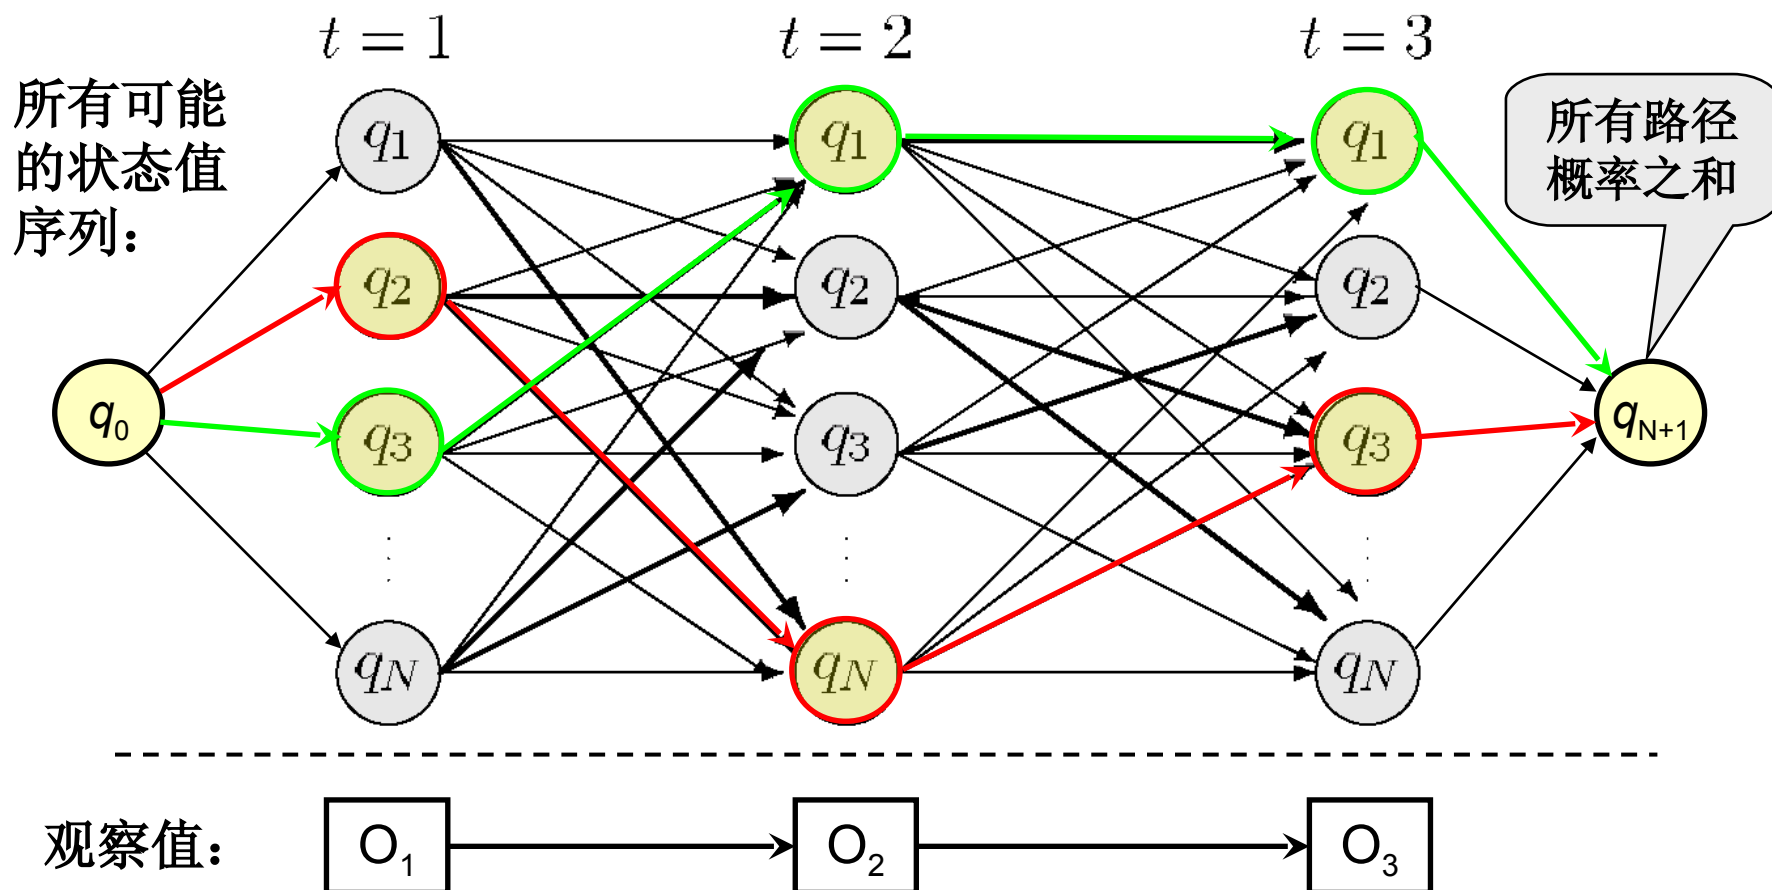 t = 1
t = 2
t = 3
所有可能
的状态值
序列：
所有路径
概率之和
q1
q1
q1
q2
q2
q2
q0
qN+1
q3
q3
q3
qN
qN
qN
观察值：
O1
O2
O3